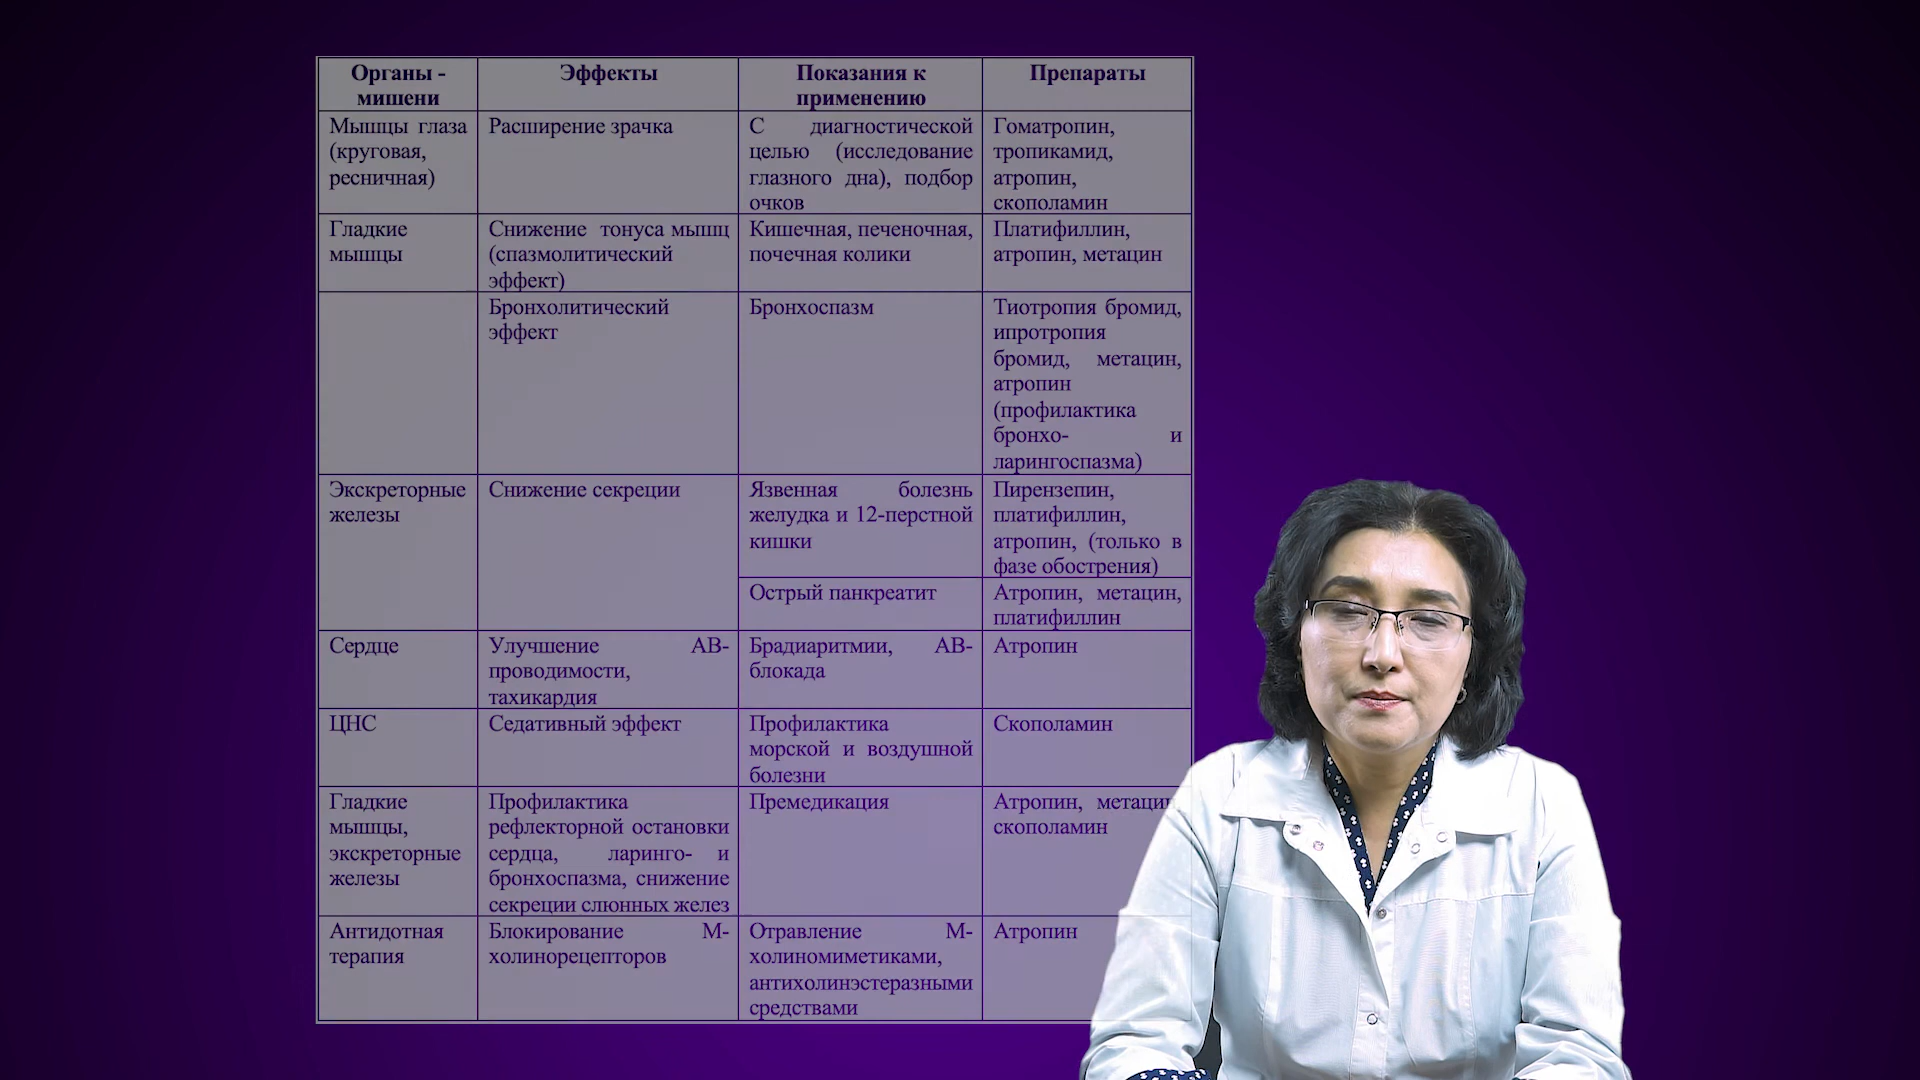 Органы -
мишени
Эффекты
Показания к
применению
Препараты
Мышцы глаза
(круговая,
ресничная)
Расширение зрачка
С диагностической
целью (исследование
глазного дна), подбор
очков
Гоматропин,
тропикамид,
атропин,
скополамин
Гладкие
мышцы
Снижение тонуса мышц
(спазмолитический
эффект)
Кишечная, печеночная,
почечная колики
Платифиллин,
атропин, метацин
Бронхолитический
эффект
Бронхоспазм
Тиотропия бромид,
ипротропия
бромид, метацин,
атропин
(профилактика
бронхо- и
ларингоспазма)
Экскреторные
железы
Снижение секреции
Язвенная болезнь
желудка и 12-перстной
кишки
Пирензепин,
платифиллин,
атропин, (только в
фазе обострения)
Острый панкреатит
Атропин, метацин,
платифиллин
Сердце
Улучшение АВ-
проводимости,
тахикардия
Брадиаритмии, АВ-
блокада
Атропин
ЦНС
Седативный эффект
Профилактика
морской и воздушной
болезни
Скополамин
Гладкие
мышцы,
экскреторные
железы
Профилактика
рефлекторной остановки
сердца, ларинго- и
бронхоспазма, снижение
секреции слюнных желез
Премедикация
Атропин, метацин,
скополамин
Антидотная
терапия
Блокирование М-
холинорецепторов
Отравление М-
холиномиметиками,
антихолинэстеразными
средствами
Атропин